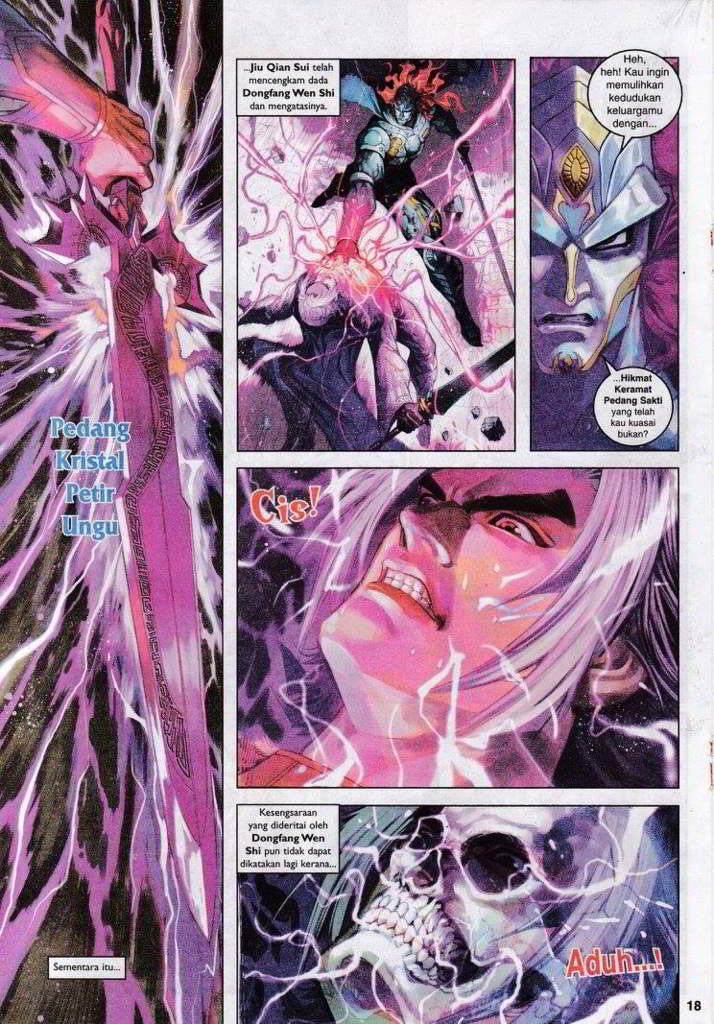 Pedang
Kristal
Petir
Ungu
Sementara itu...
...Jiu Qian Sui telah
mencengkam dada
Dongfang Wen Shi
dan mengatasinya.
Heh,
heh! Kau ingin
memulihkan
kedudukan
keluargamu
dengan...
...Hikmat
Keramat
Pedang Sakti
yang telah
kau kuasai
bukan?
Cis!
Kesengsaraan
yang dideritai oleh
Dongfang Wen
Shi pun tidak dapat
dikatakan lagi kerana...
Aduh...!
18